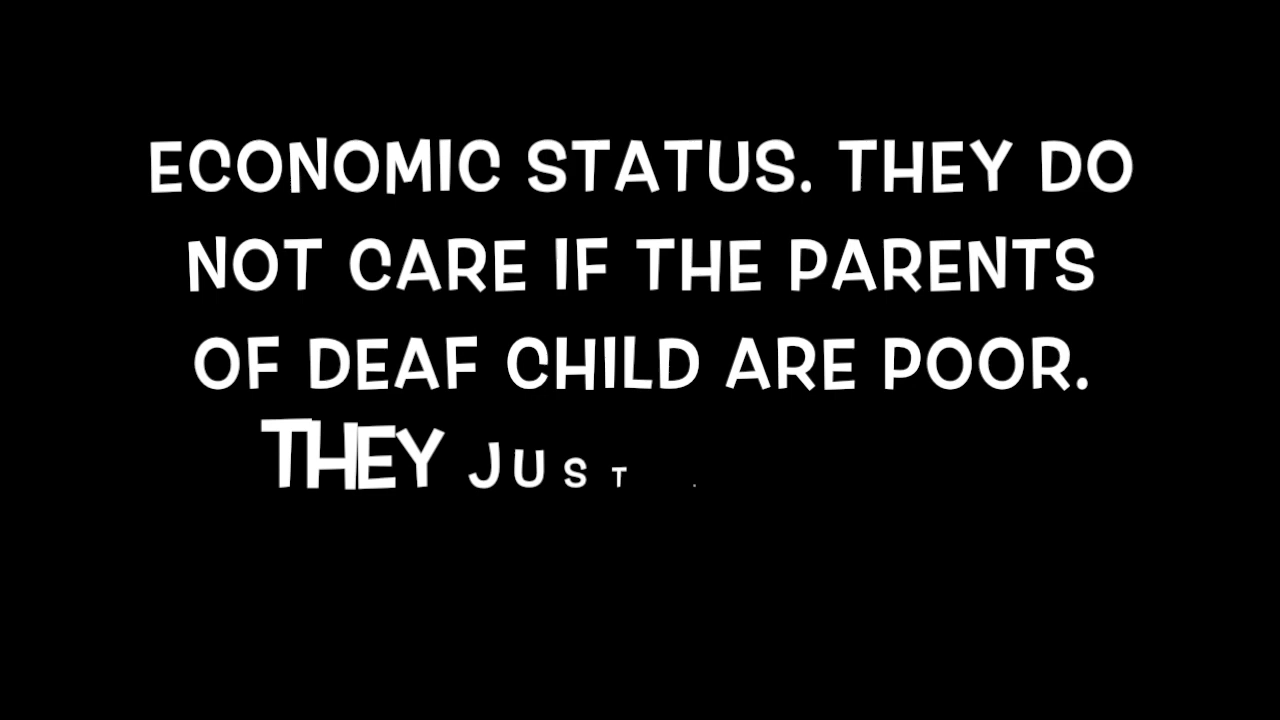 ECONOMIC STATUS. THEY DO
NOT CARE IF THE PARENTS
OF DEAF CHILD ARE POOR.
THEY JUST